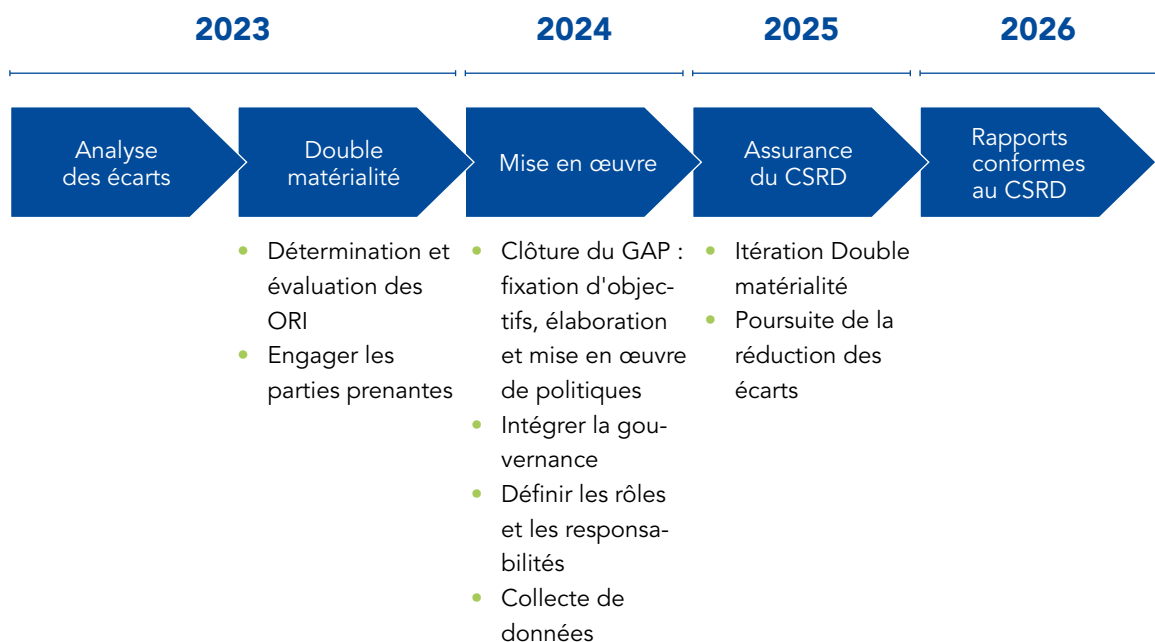 2023
2024
2025
2026
Analyse
des écarts
Double
matérialité
Mise en œuvre
Assurance
du CSRD
Rapports
conformes
au CSRD
• Détermination et
évaluation des
ORI
• Engager les
parties prenantes
• Clôture du GAP :
fixation d'objec-
tifs, élaboration
et mise en œuvre
de politiques
• Intégrer la gou-
vernance
• Définir les rôles
et les responsa-
bilités
• Collecte de
données
• Itération Double
matérialité
• Poursuite de la
réduction des
écarts